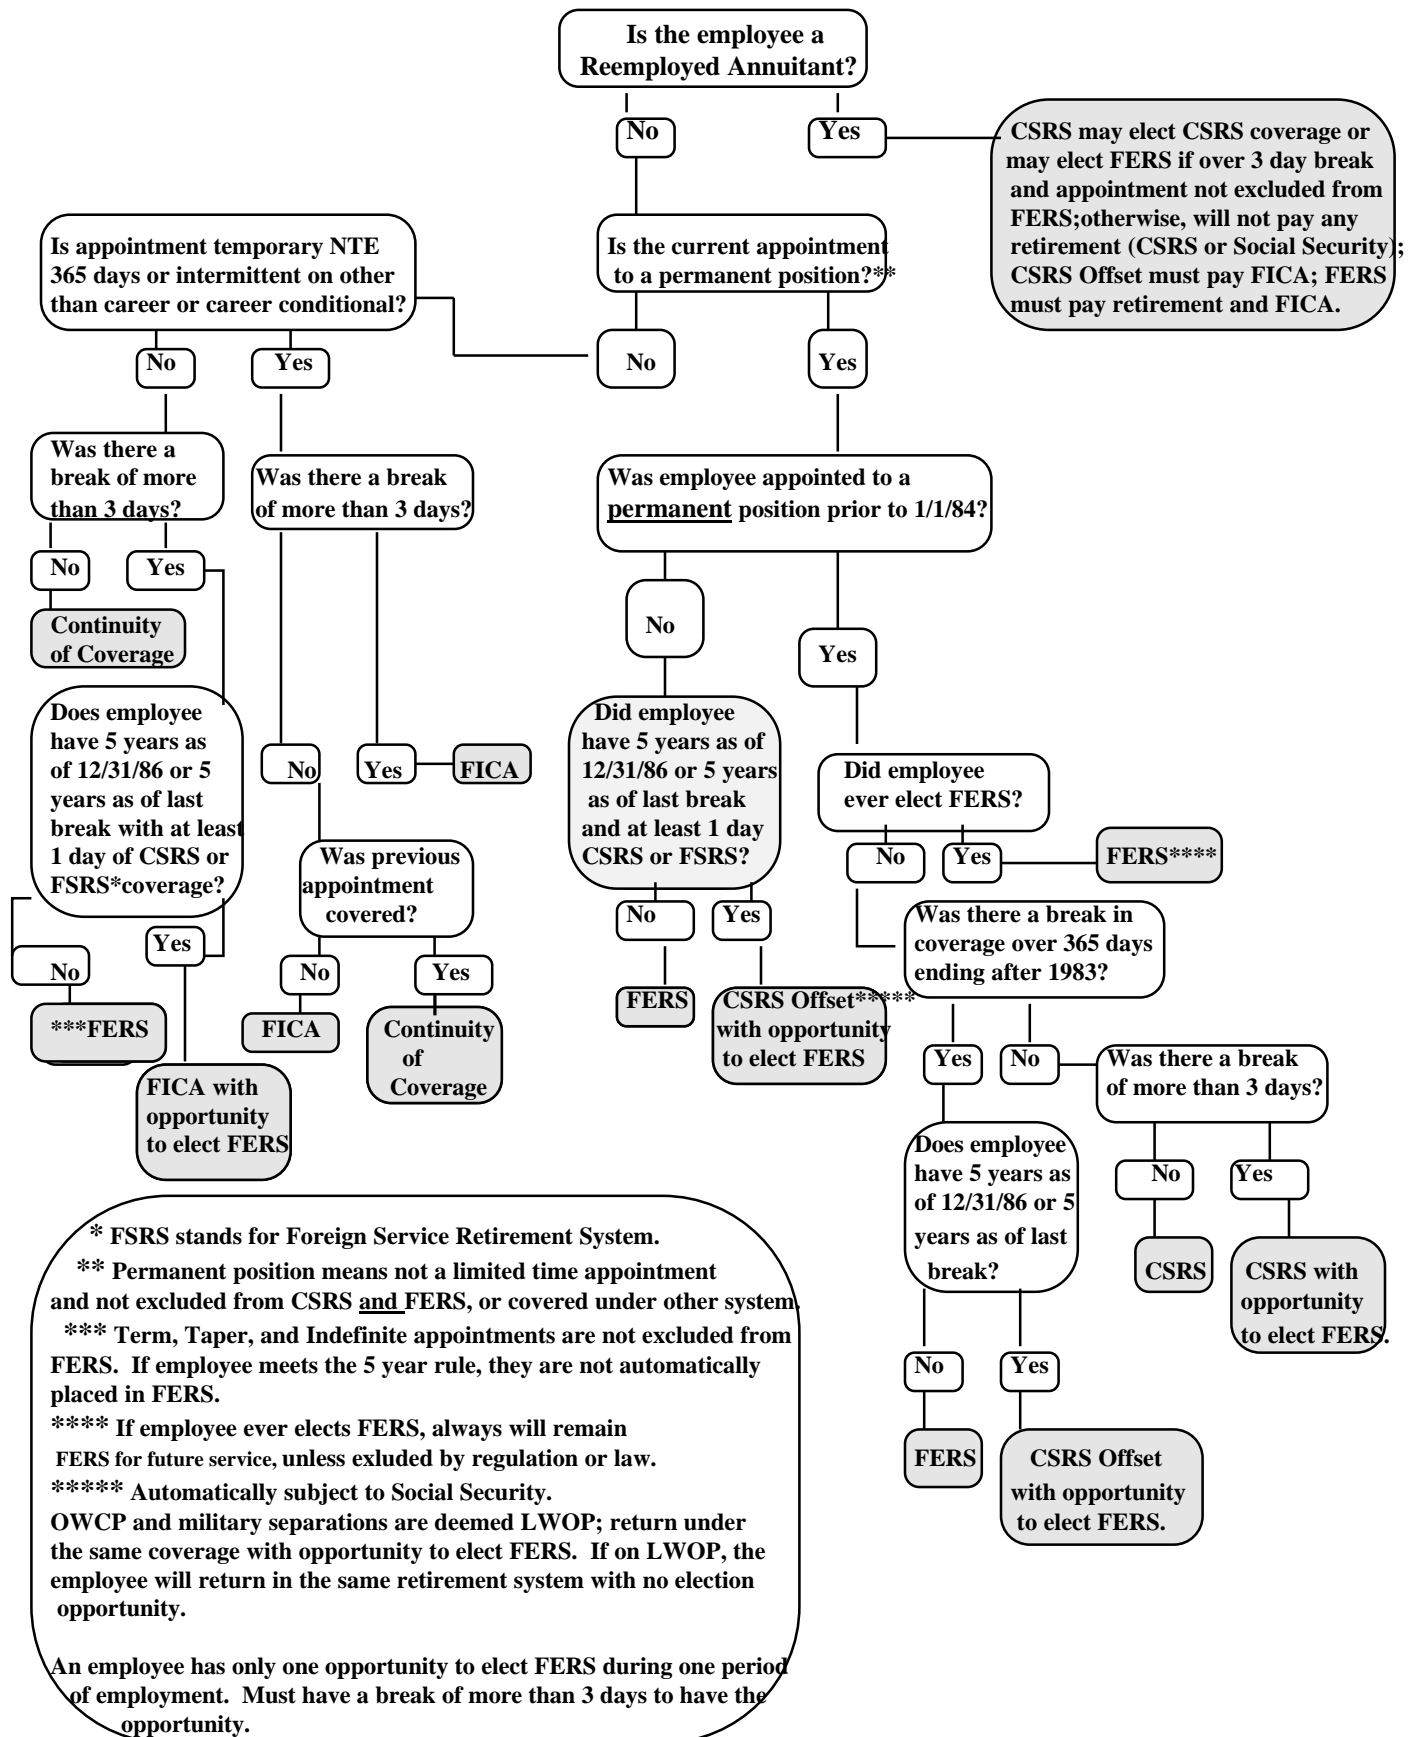 Is the employee a
Reemployed Annuitant?
No
Yes
CSRS may elect CSRS coverage or
may elect FERS if over 3 day break
and appointment not excluded from
FERS;otherwise, will not pay any
retirement (CSRS or Social Security);
CSRS Offset must pay FICA; FERS
must pay retirement and FICA.
Is the current appointment
to a permanent position?**
No
Yes
Is appointment temporary NTE
365 days or intermittent on other
than career or career conditional?
No
Yes
Was there a
break of more
than 3 days?
No
Yes
Continuity
of Coverage
Does employee
have 5 years as
of 12/31/86 or 5
years as of last
break with at least
1 day of CSRS or
FSRS*coverage?
No
Yes
***FERS
FICA with
opportunity
to elect FERS
Was there a break
of more than 3 days?
No
Yes
FICA
Was previous
appointment
covered?
No
Yes
FICA
Continuity
of
Coverage
Was employee appointed to a
permanent position prior to 1/1/84?
No
Yes
Did employee
have 5 years as of
12/31/86 or 5 years
as of last break
and at least 1 day
CSRS or FSRS?
No
Yes
FERS
CSRS Offset*****
with opportunity
to elect FERS
Did employee
ever elect FERS?
No
Yes
FERS****
Was there a break in
coverage over 365 days
ending after 1983?
Yes
No
Was there a break
of more than 3 days?
No
Yes
CSRS
CSRS with
opportunity
to elect FERS.
Does employee
have 5 years as
of 12/31/86 or 5
years as of last
break?
No
Yes
FERS
CSRS Offset
with opportunity
to elect FERS.
* FSRS stands for Foreign Service Retirement System.
** Permanent position means not a limited time appointment
and not excluded from CSRS and FERS, or covered under other system.
*** Term, Taper, and Indefinite appointments are not excluded from
FERS. If employee meets the 5 year rule, they are not automatically
placed in FERS.
**** If employee ever elects FERS, always will remain
FERS for future service, unless exluded by regulation or law.
***** Automatically subject to Social Security.
OWCP and military separations are deemed LWOP; return under
the same coverage with opportunity to elect FERS. If on LWOP, the
employee will return in the same retirement system with no election
opportunity.
An employee has only one opportunity to elect FERS during one period
of employment. Must have a break of more than 3 days to have the
opportunity.